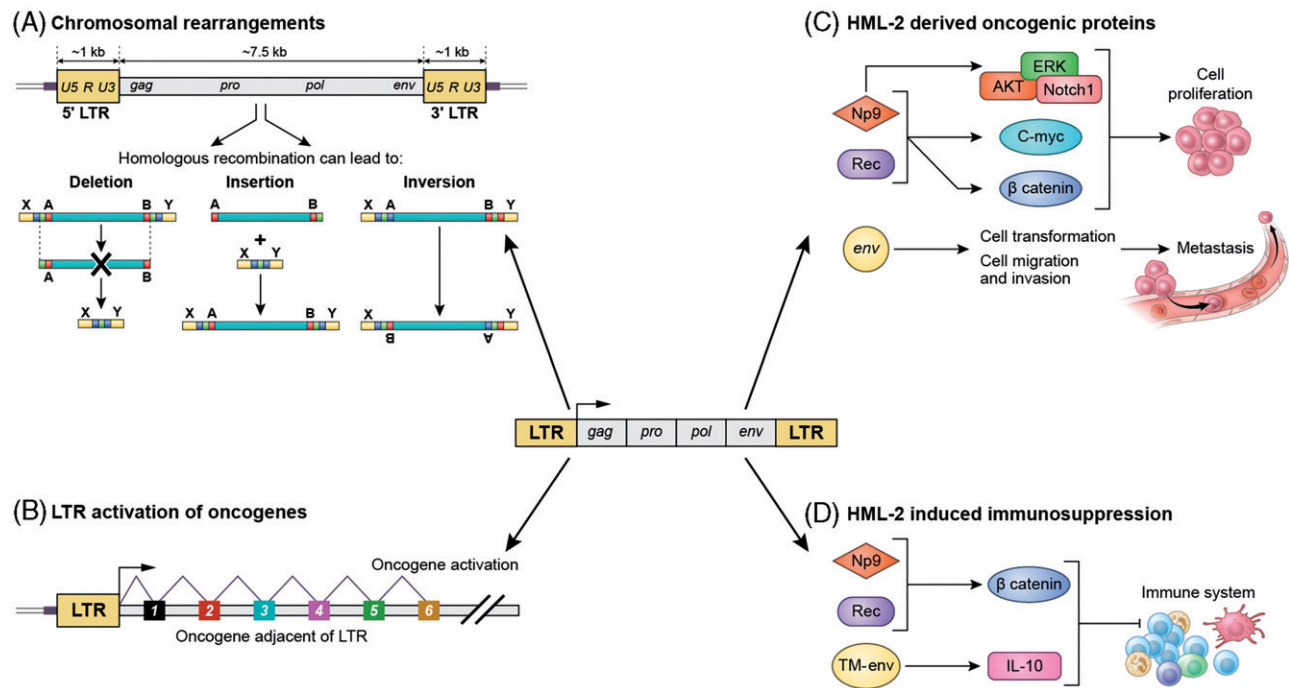 (A) Chromosomal rearrangements
~1 kb ~7.5 kb ~1 kb
U5 R U3 gag pro pol env U5 R U3
5' LTR 3' LTR
Homologous recombination can lead to:
Deletion Insertion Inversion
X A B Y A B X A B Y
+
X Y
A B
X Y X A B Y X Y
B A
(B) LTR activation of oncogenes
Oncogene activation
LTR 1 2 3 4 5 6
Oncogene adjacent of LTR
LTR gag pro pol env LTR
(C) HML-2 derived oncogenic proteins
ERK
AKT Notch1
Np9
Rec
C-myc
β catenin
Cell
proliferation
env
Cell transformation
Cell migration
and invasion
Metastasis
(D) HML-2 induced immunosuppression
Np9
Rec
β catenin
TM-env
IL-10
Immune system